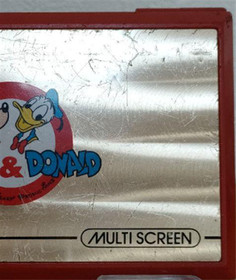 & DONALD
MULTI SCREEN